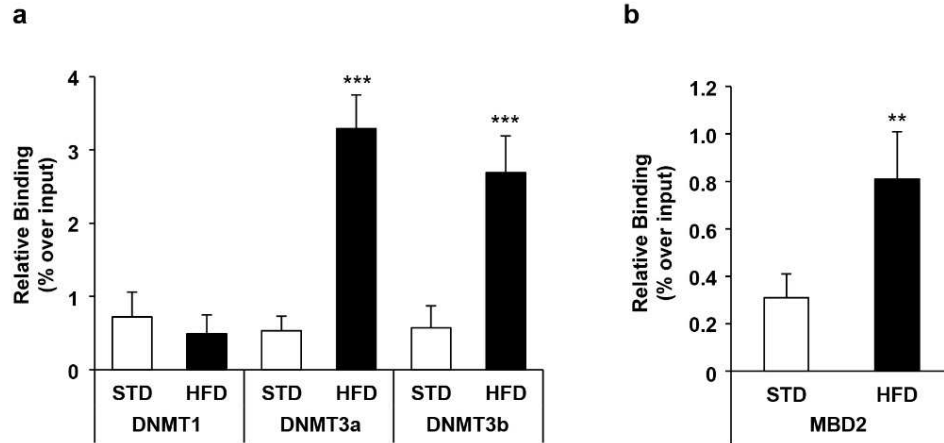 a
Relative Binding
(% over input)
4
3
2
1
0
***
***
STD HFD STD HFD STD HFD
DNMT1 DNMT3a DNMT3b
b
Relative Binding
(% over input)
1.2
1.0
0.8
0.6
0.4
0.2
0
**
STD HFD
MBD2